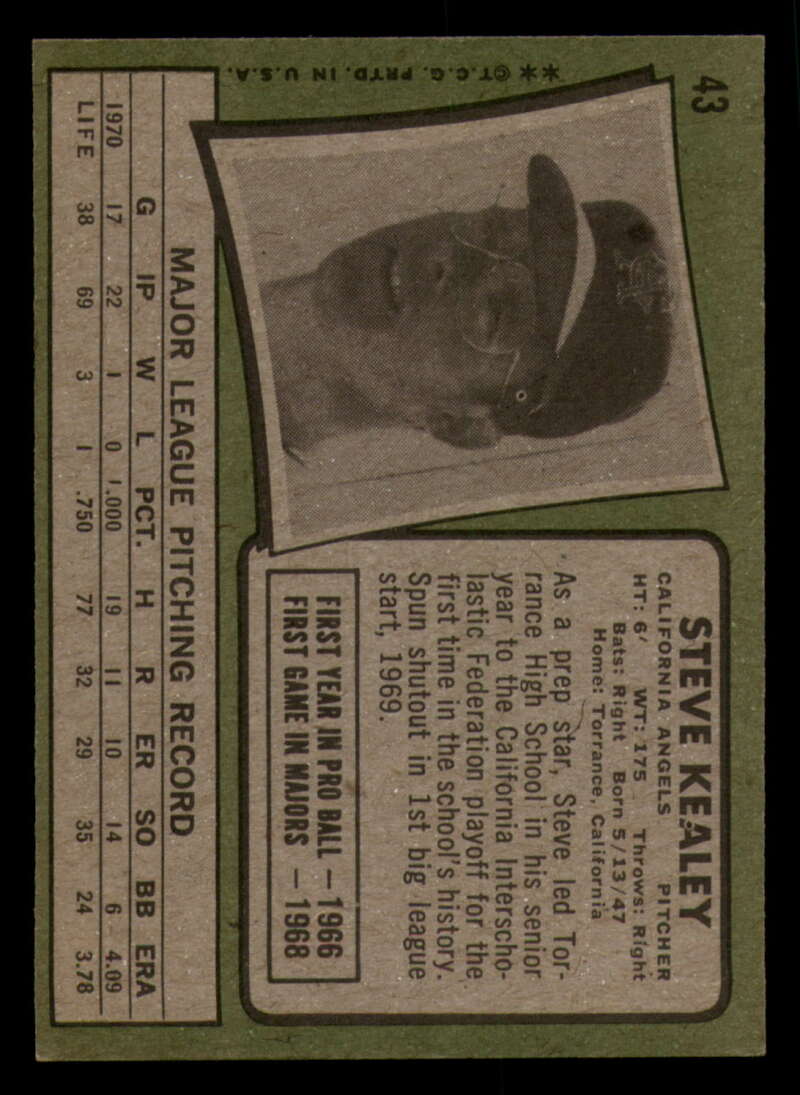 43
STEVE KEALEY
CALIFORNIA ANGELS PITCHER
HT: 6' WT: 175 Throws: Right
Bats: Right Born 5/13/47
Home: Torrance, California
As a prep star, Steve led Tor-
rance High School in his senior
year to the California Interscho-
lastic Federation playoff for the
first time in the school's history.
Spun shutout in 1st big league
start, 1969.
FIRST YEAR IN PRO BALL — 1966
FIRST GAME IN MAJORS — 1968
MAJOR LEAGUE PITCHING RECORD
G IP W L PCT. H R ER SO BB ERA
1970 17 22 1 0 1.000 19 11 10 14 6 4.09
LIFE 38 69 3 1 .750 77 32 29 35 24 3.78
**©T.C.G. PRTD. IN U.S.A.